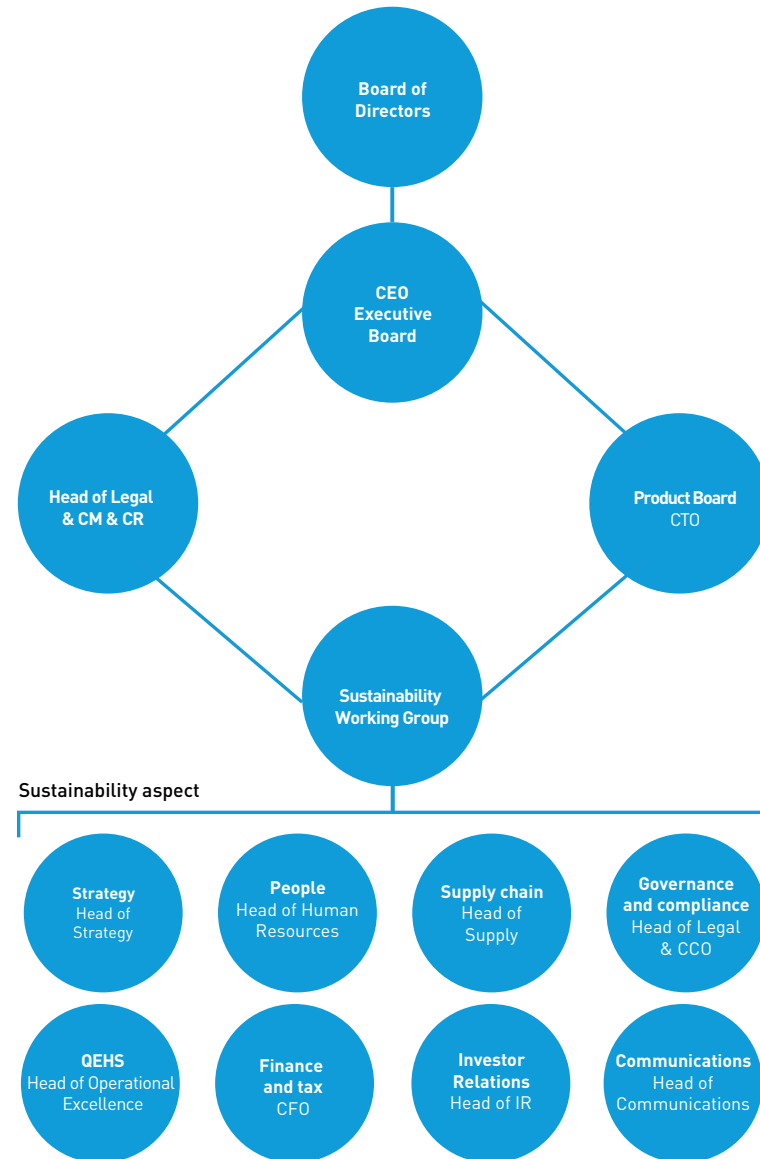 Board of
Directors
CEO
Executive
Board
Head of Legal
& CM & CR
Product Board
CTO
Sustainability
Working Group
Sustainability aspect
Strategy
Head of
Strategy
People
Head of Human
Resources
Supply chain
Head of
Supply
Governance
and compliance
Head of Legal
& CCO
QEHS
Head of Operational
Excellence
Finance
and tax
CFO
Investor
Relations
Head of IR
Communications
Head of
Communications